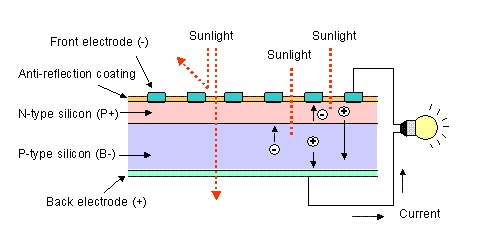 Sunlight
Front electrode (-)
Sunlight
Sunlight
Anti-reflection coating
N-type silicon (P+)
P-type silicon (B-)
Back electrode (+)
Current
-
+
-
+